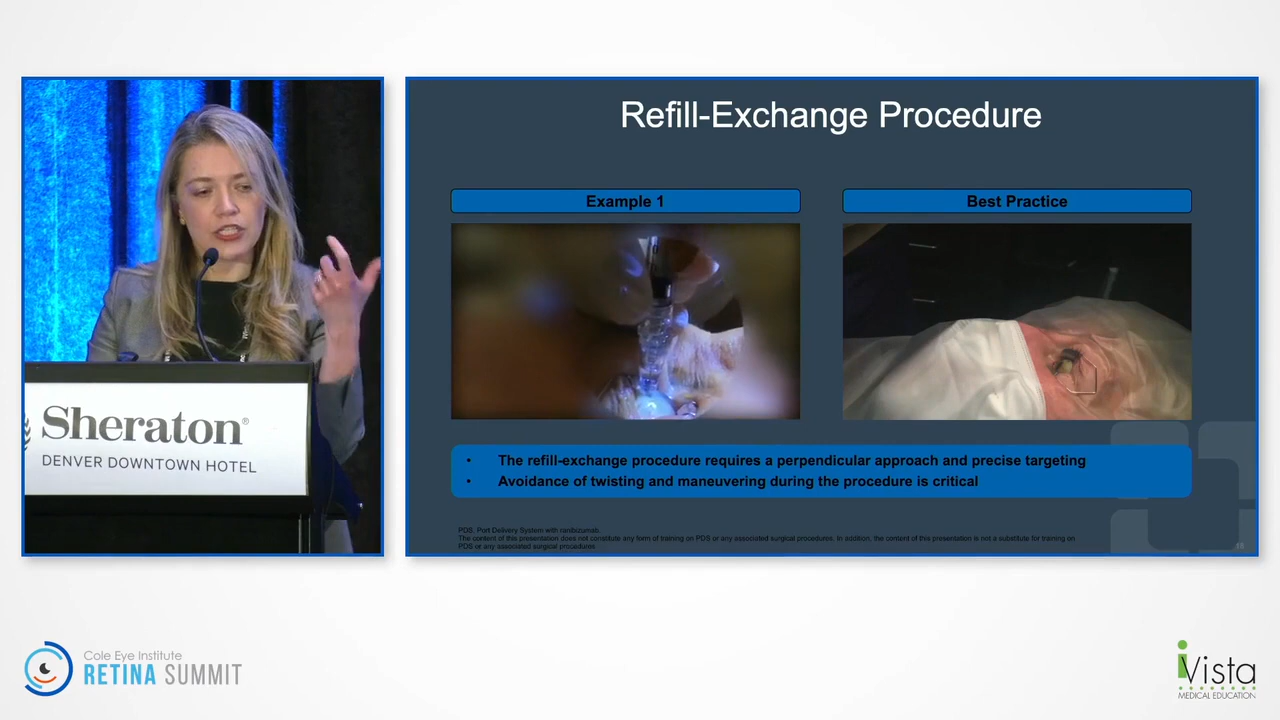 Sheraton®
DENVER DOWNTOWN HOTEL
Refill-Exchange Procedure
Example 1
Best Practice
• The refill-exchange procedure requires a perpendicular approach and precise targeting
• Avoidance of twisting and maneuvering during the procedure is critical
PDS, Port Delivery System with ranibizumab.
The content of this presentation does not constitute any form of training on PDS or any associated surgical procedures. In addition, the content of this presentation is not a substitute for training on
PDS or any associated surgical procedures
18
Cole Eye Institute
RETINA SUMMIT
iVista
MEDICAL EDUCATION